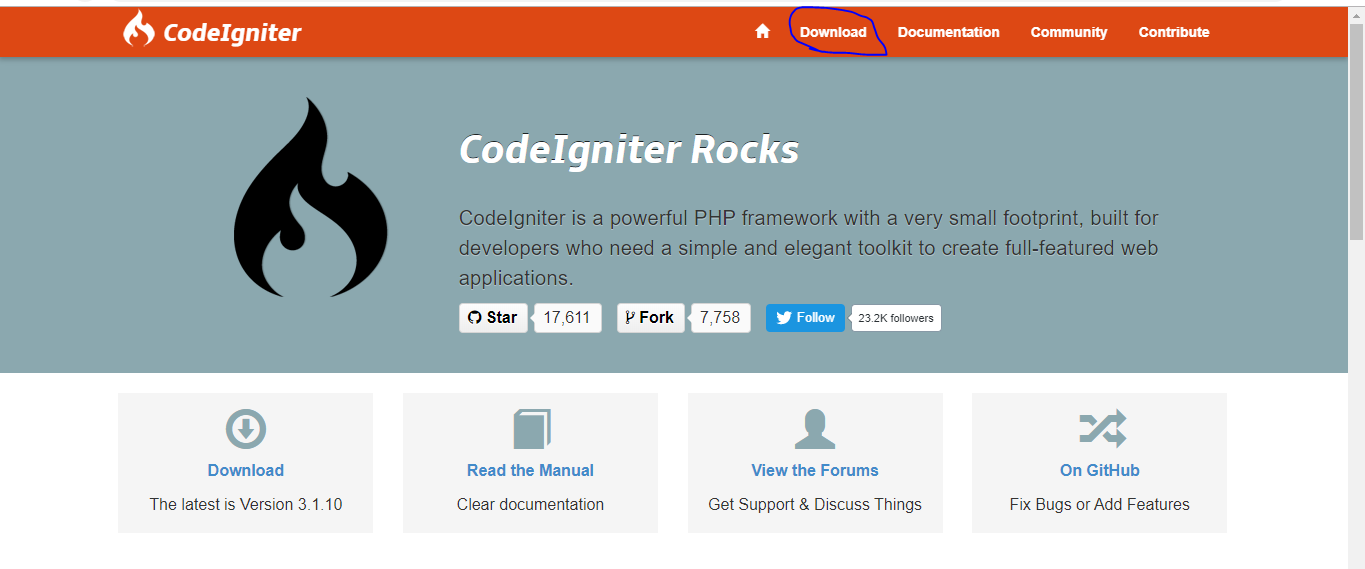 CodeIgniter
Download Documentation Community Contribute
CodeIgniter Rocks
CodeIgniter is a powerful PHP framework with a very small footprint, built for
developers who need a simple and elegant toolkit to create full-featured web
applications.
Star 17,611 Fork 7,758 Follow 23.2K followers
Download
The latest is Version 3.1.10
Read the Manual
Clear documentation
View the Forums
Get Support & Discuss Things
On GitHub
Fix Bugs or Add Features